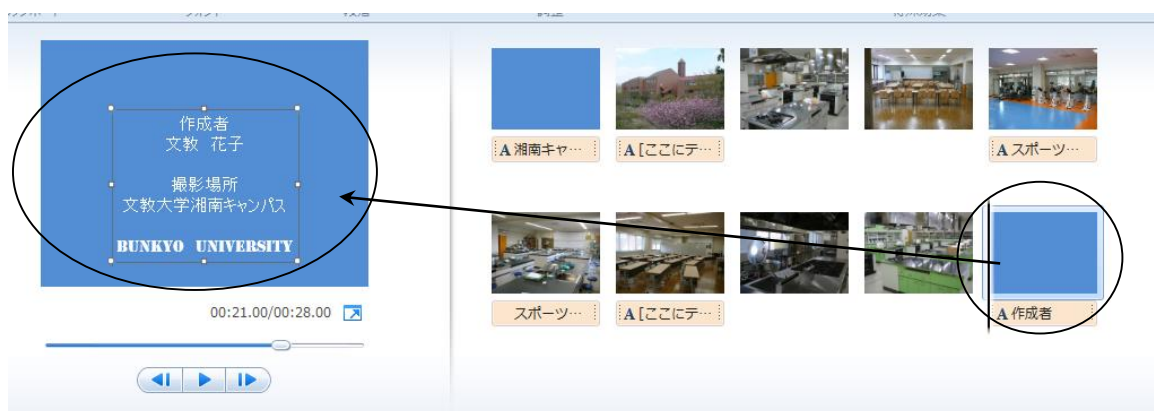 作成者
文教 花子
撮影場所
文教大学湘南キャンパス
BUNKYO UNIVERSITY
00:21.00/00:28.00
A 湘南キャ…
A [ここにテ…
A スポーツ…
スポーツ…
A [ここにテ…
A 作成者